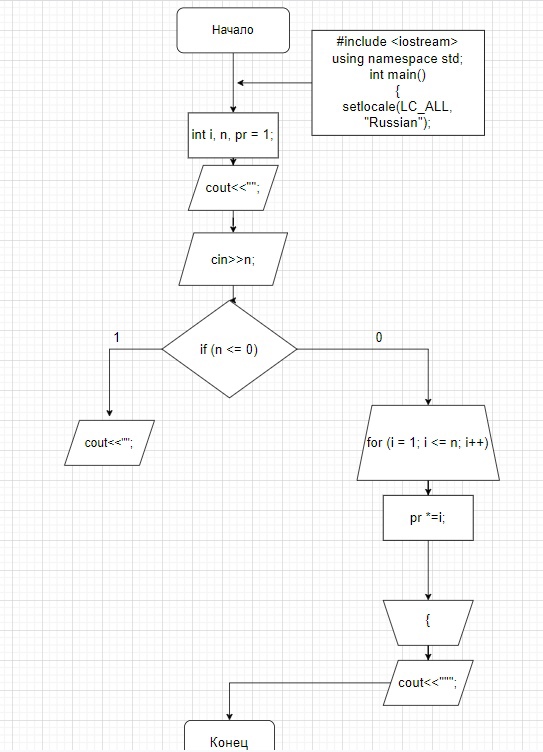 Начало
#include <iostream>
using namespace std;
int main()
{
setlocale(LC_ALL,
"Russian");
int i, n, pr = 1;
cout<<"";
cin>>n;
if (n <= 0)
1
0
cout<<"";
for (i = 1; i <= n; i++)
pr *=i;
{
cout<<""";
Конец